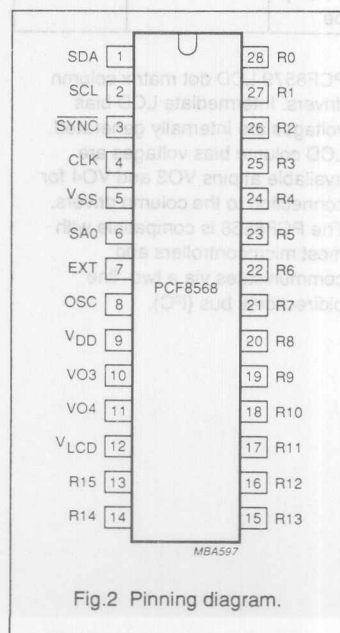 SDA 1 28 R0
SCL 2 27 R1
SYNC 3 26 R2
CLK 4 25 R3
VSS 5 24 R4
SA0 6 23 R5
EXT 7 22 R6
PCF8568
OSC 8 21 R7
VDD 9 20 R8
VO3 10 19 R9
VO4 11 18 R10
VLCD 12 17 R11
R15 13 16 R12
R14 14 15 R13
MBA597
Fig.2 Pinning diagram.